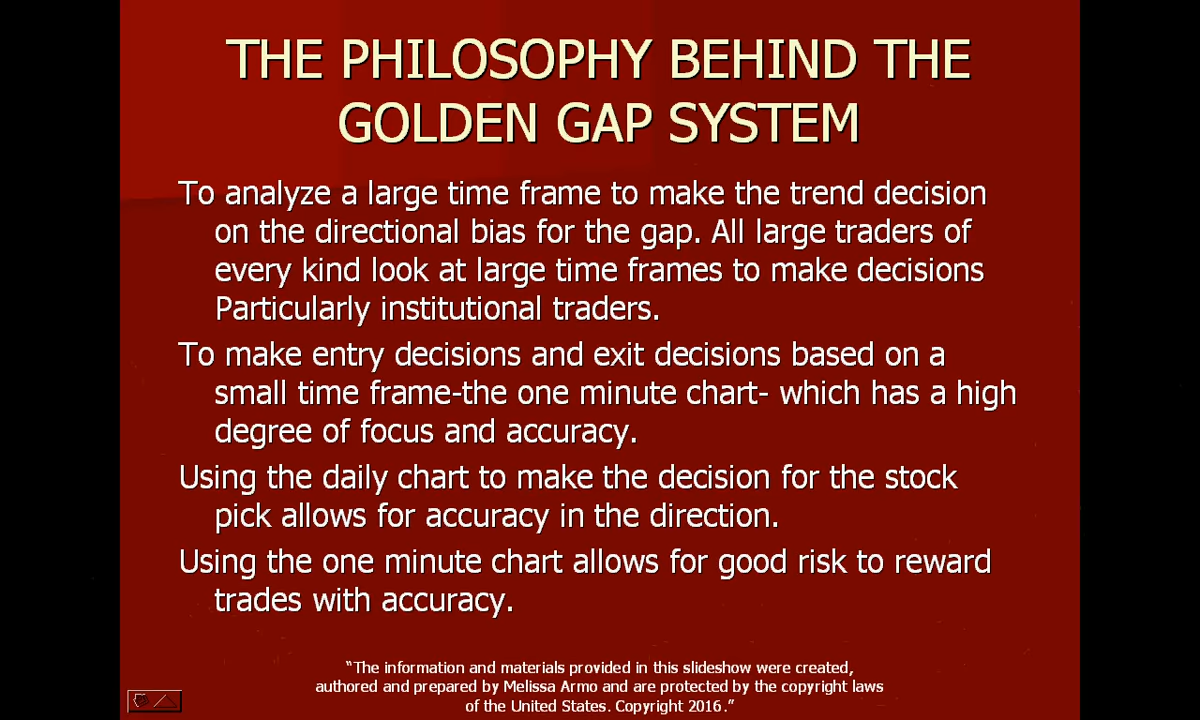 THE PHILOSOPHY BEHIND THE
GOLDEN GAP SYSTEM
To analyze a large time frame to make the trend decision
on the directional bias for the gap. All large traders of
every kind look at large time frames to make decisions
Particularly institutional traders.
To make entry decisions and exit decisions based on a
small time frame-the one minute chart- which has a high
degree of focus and accuracy.
Using the daily chart to make the decision for the stock
pick allows for accuracy in the direction.
Using the one minute chart allows for good risk to reward
trades with accuracy.
“The information and materials provided in this slideshow were created,
authored and prepared by Melissa Armo and are protected by the copyright laws
of the United States. Copyright 2016.”